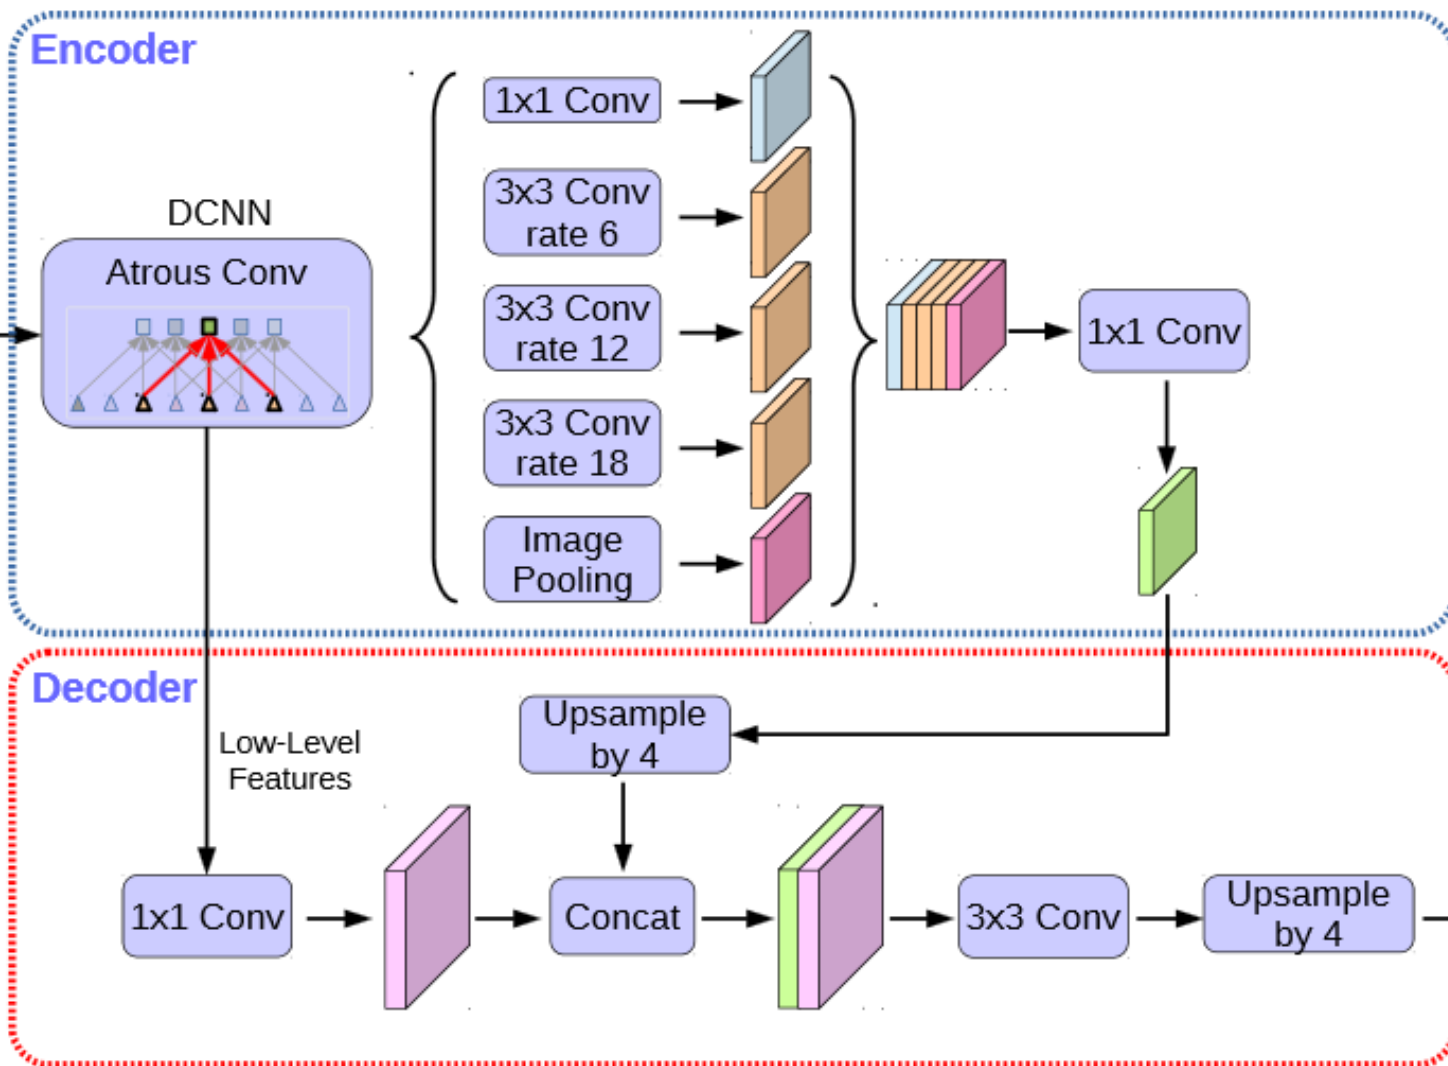 Encoder
DCNN
Atrous Conv
1x1 Conv
3x3 Conv
rate 6
3x3 Conv
rate 12
3x3 Conv
rate 18
Image
Pooling
1x1 Conv
Decoder
Low-Level
Features
Upsample
by 4
1x1 Conv
Concat
3x3 Conv
Upsample
by 4